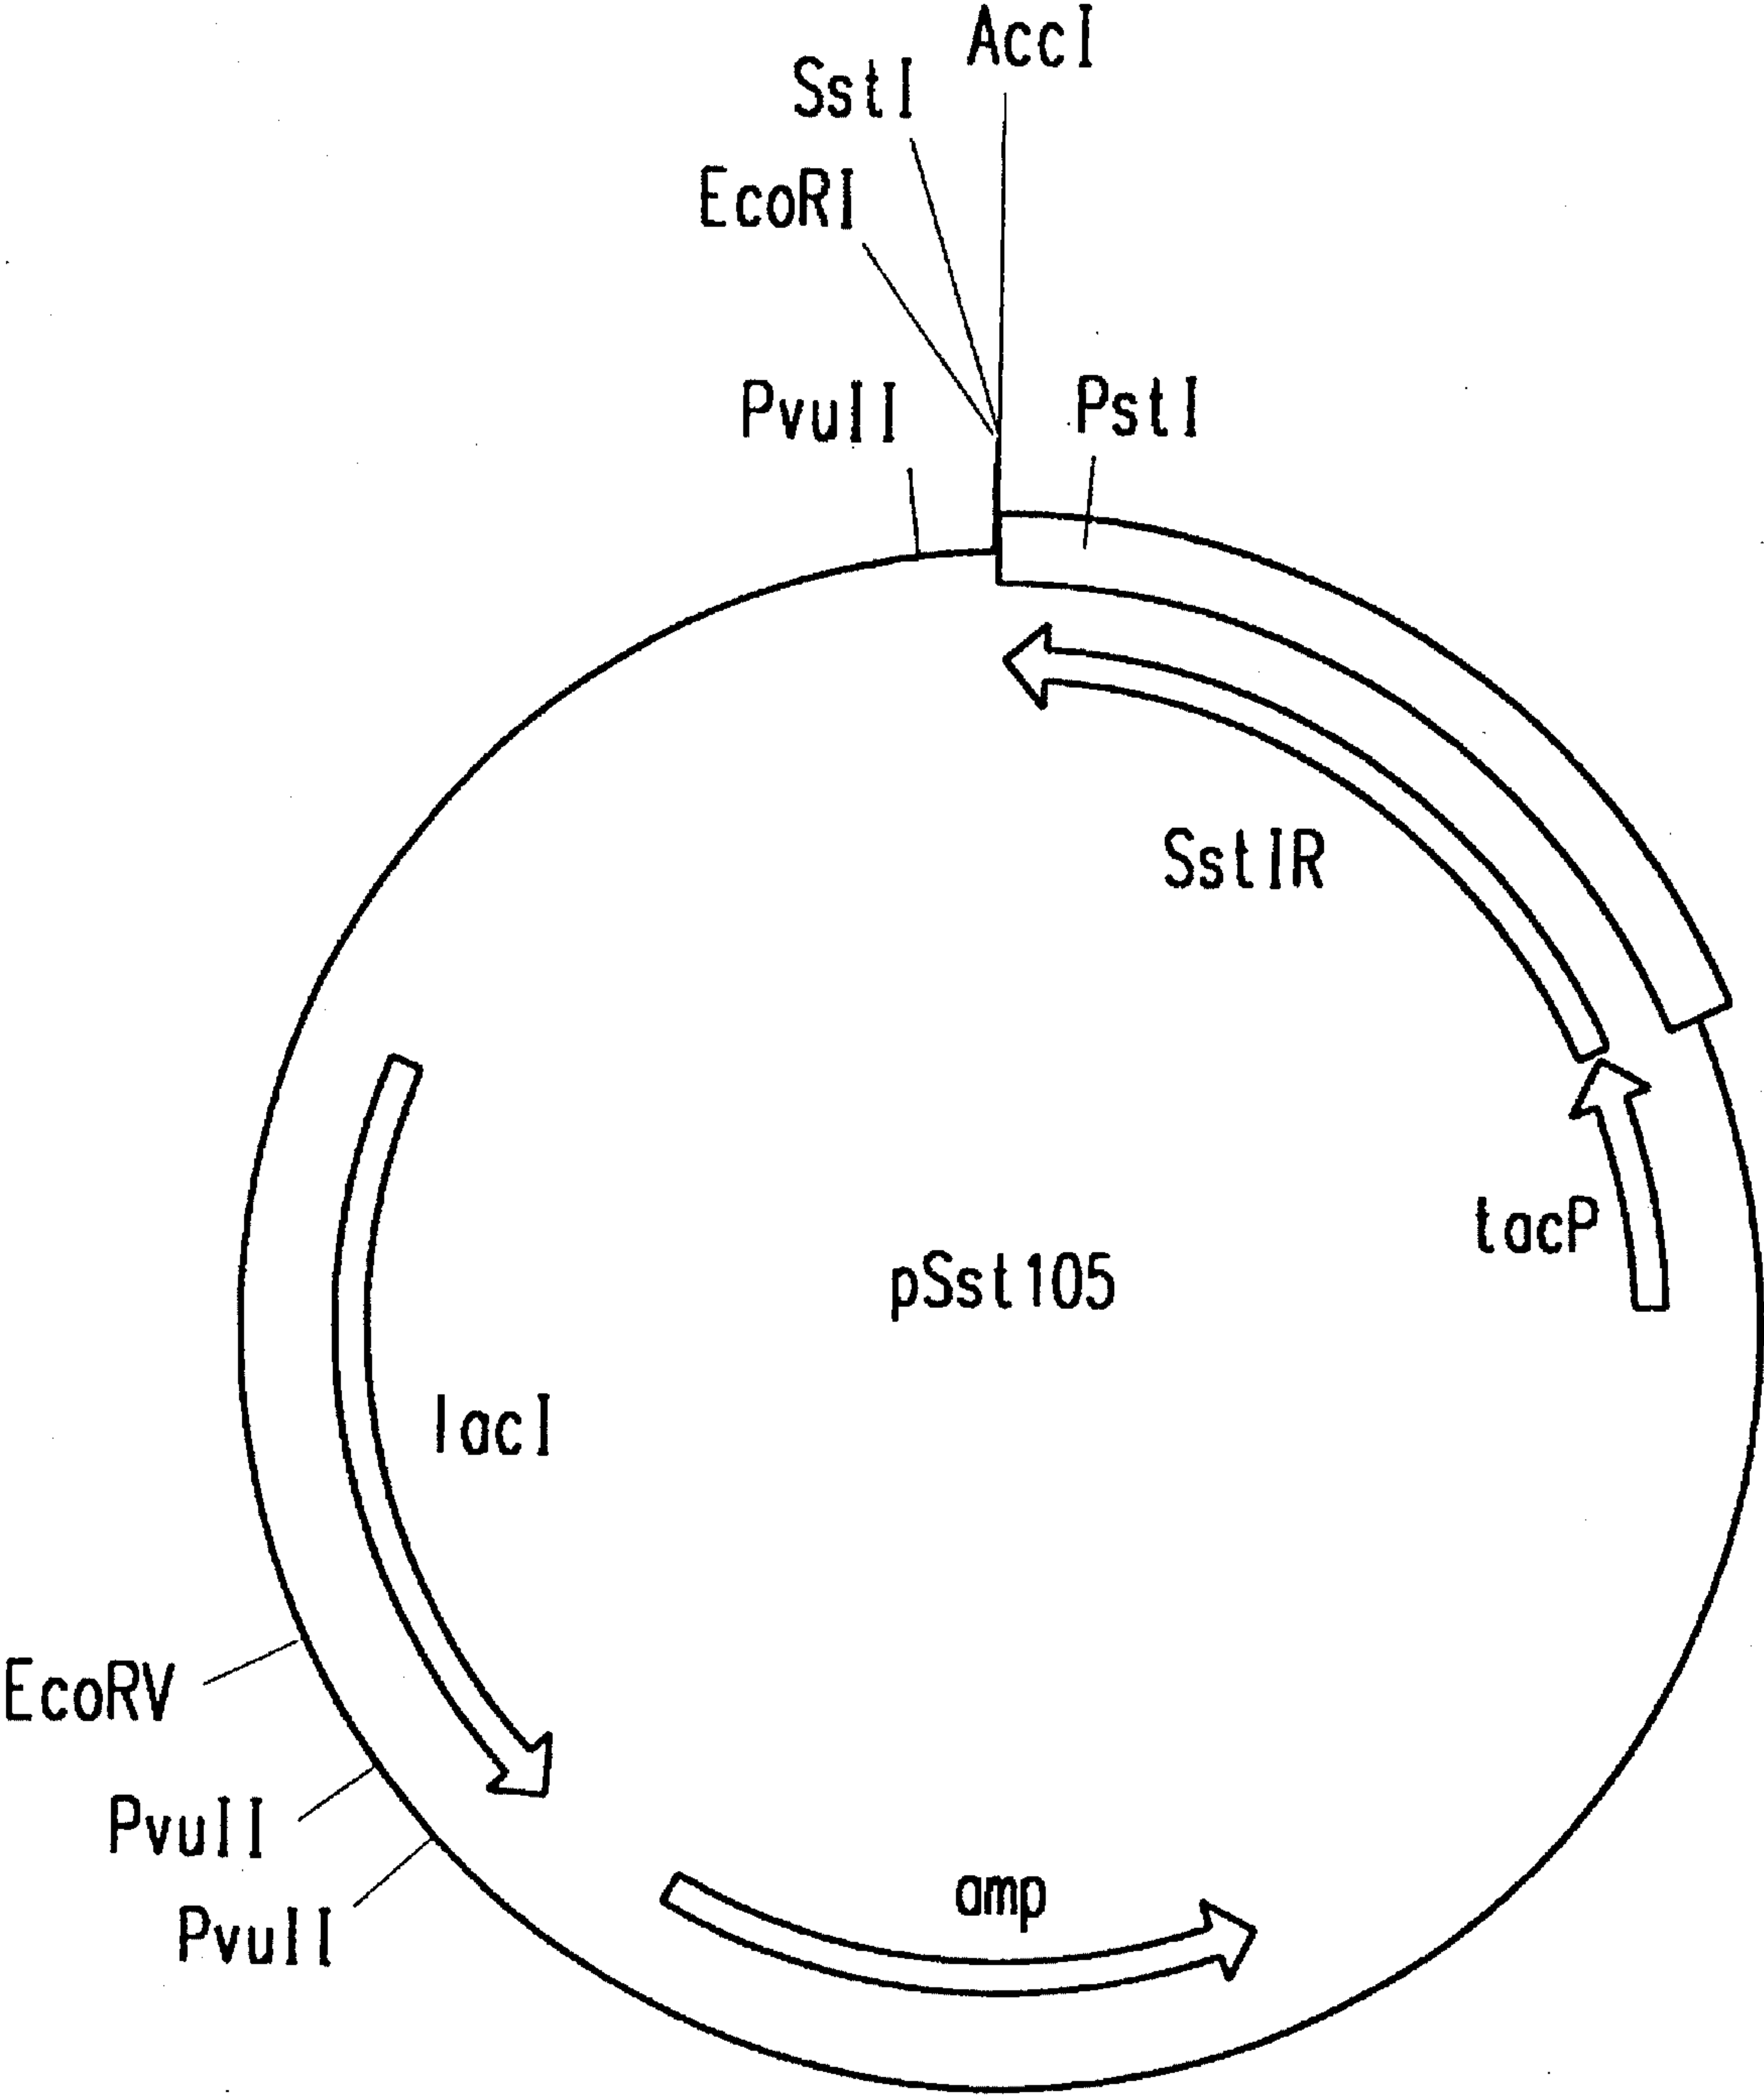 AccI
SstI
EcoRI
PvuII
PstI
SstIR
tacP
pSst105
lacI
EcoRV
PvuII
PvuII
amp